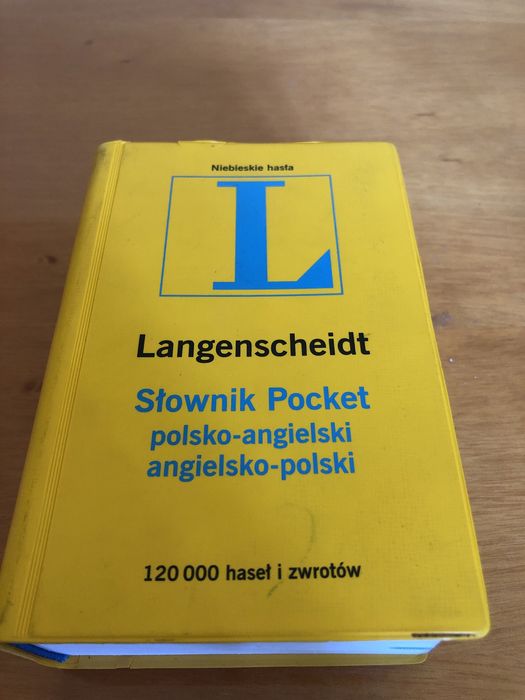 Niebieskie hasła
L
Langenscheidt
Słownik Pocket
polsko-angielski
angielsko-polski
120 000 haseł i zwrotów